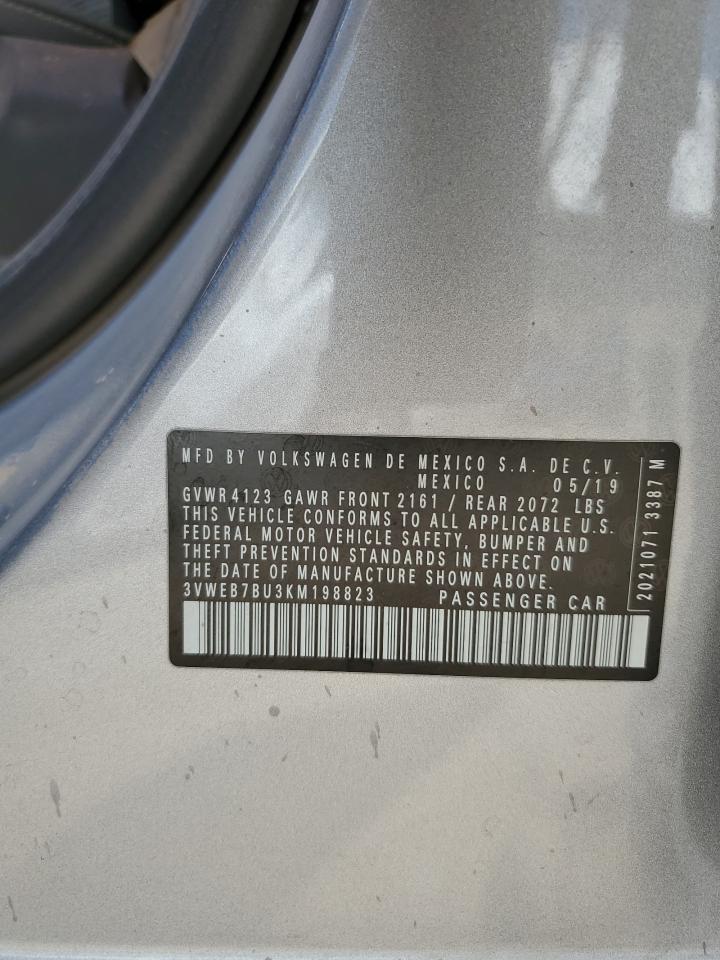 MFD BY VOLKSWAGEN DE MEXICO S.A. DE C.V.
MEXICO 05/19
GVWR 4123 GAWR FRONT 2161 / REAR 2072 LBS
THIS VEHICLE CONFORMS TO ALL APPLICABLE U.S.
FEDERAL MOTOR VEHICLE SAFETY, BUMPER AND
THEFT PREVENTION STANDARDS IN EFFECT ON
THE DATE OF MANUFACTURE SHOWN ABOVE.
3VWEB7BU3KM198823 PASSENGER CAR
2021071 3387 M